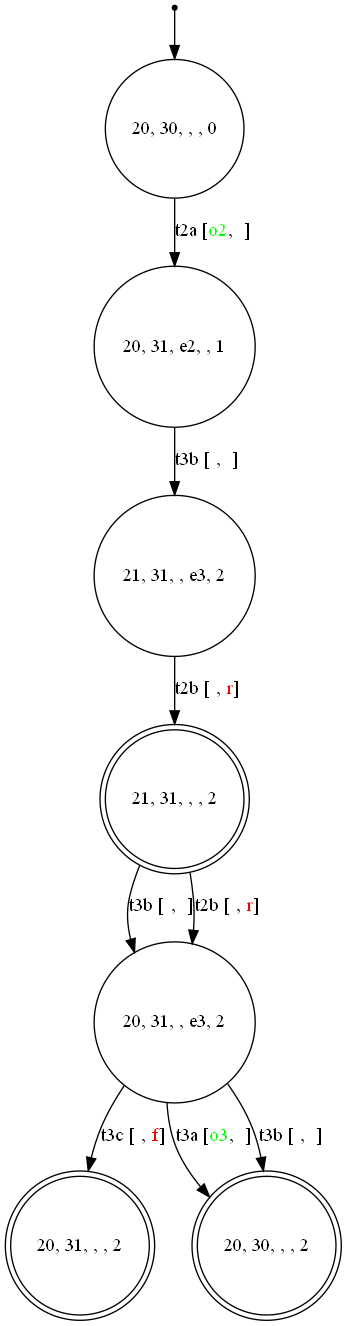 20, 30, , , 0
t2a [o2, ]
20, 31, e2, , 1
t3b [ , ]
21, 31, , e3, 2
t2b [ , r]
21, 31, , , 2
t3b [ , ]
t2b [ , r]
20, 31, , e3, 2
t3c [ , f]
t3a [o3, ]
t3b [ , ]
20, 31, , , 2
20, 30, , , 2